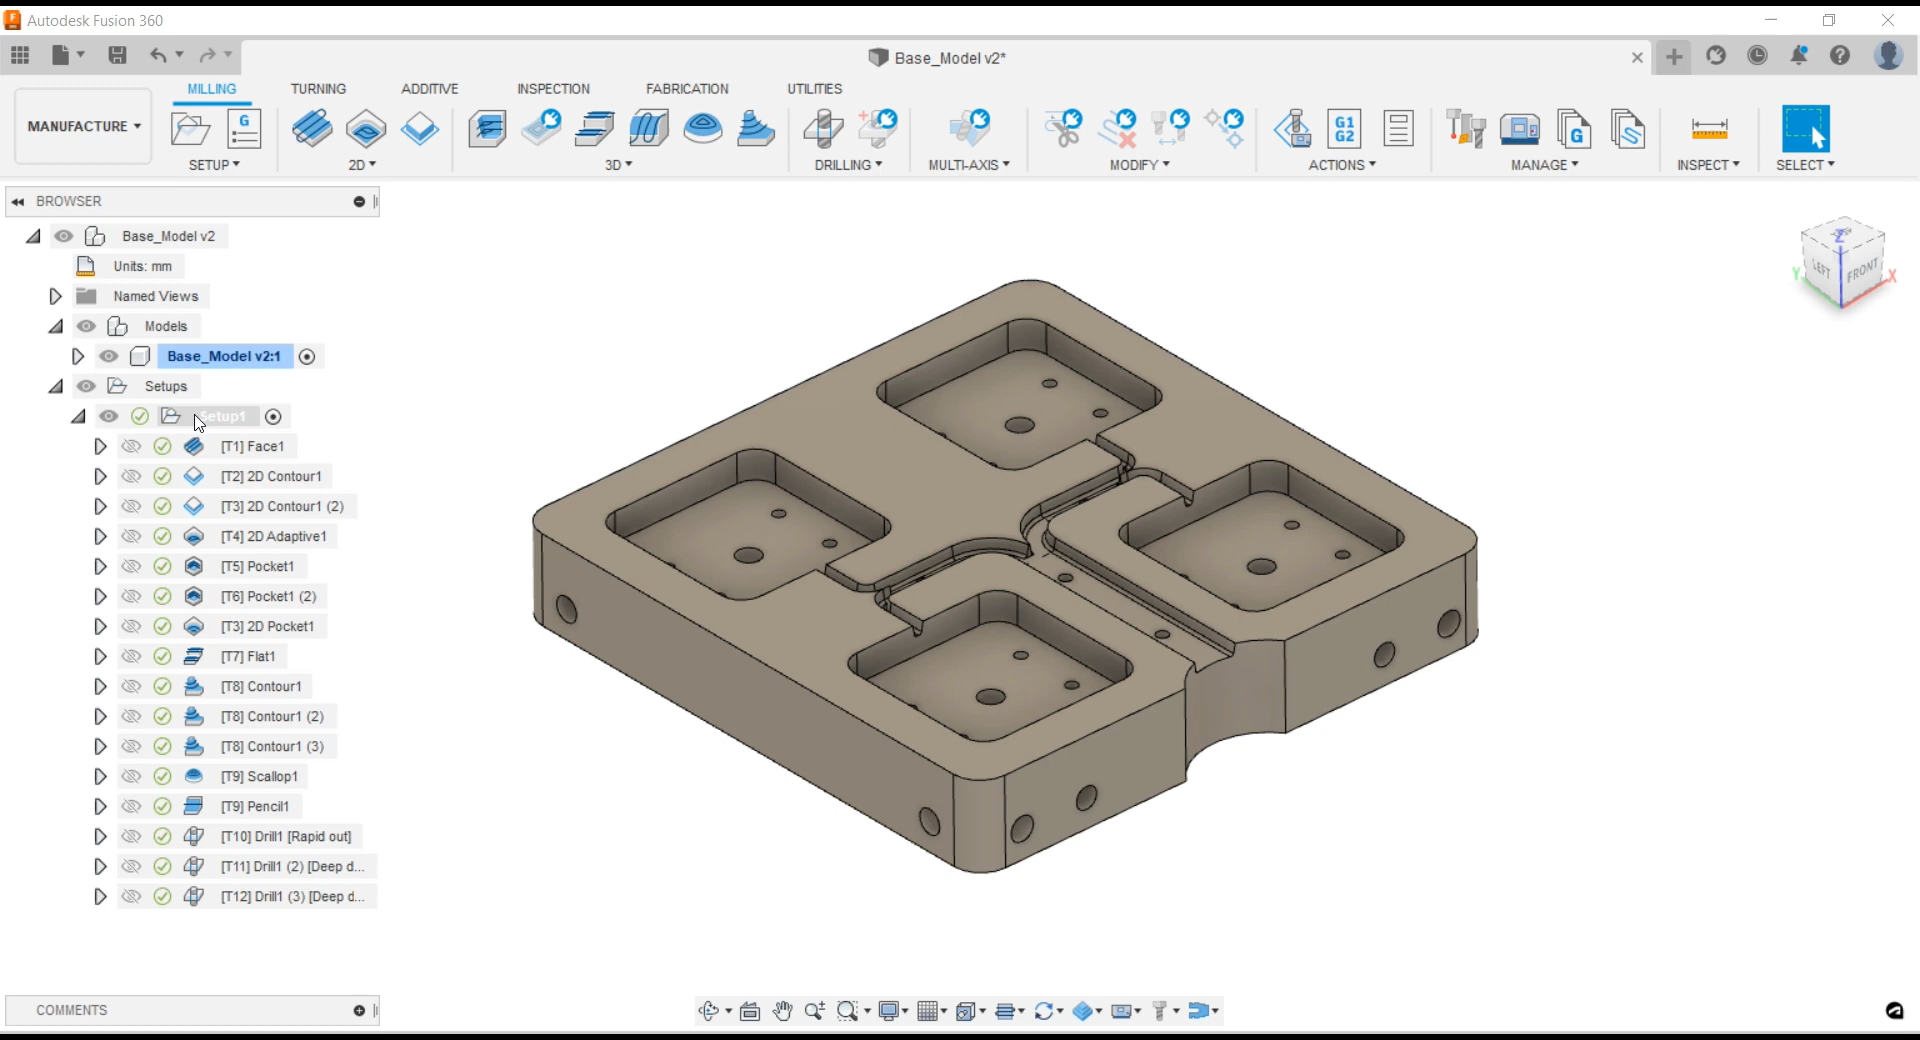 Autodesk Fusion 360
Base_Model v2*
MILLING TURNING ADDITIVE INSPECTION FABRICATION UTILITIES
MANUFACTURE
G
G1
G2
G
SETUP 2D 3D DRILLING MULTI-AXIS MODIFY ACTIONS MANAGE INSPECT SELECT
BROWSER
Base_Model v2
Units: mm
Named Views
Models
Base_Model v2:1
Setups
Setup1
[T1] Face1
[T2] 2D Contour1
[T3] 2D Contour1 (2)
[T4] 2D Adaptive1
[T5] Pocket1
[T6] Pocket1 (2)
[T3] 2D Pocket1
[T7] Flat1
[T8] Contour1
[T8] Contour1 (2)
[T8] Contour1 (3)
[T9] Scallop1
[T9] Pencil1
[T10] Drill1 [Rapid out]
[T11] Drill1 (2) [Deep d...
[T12] Drill1 (3) [Deep d...
Z
LEFT FRONT
Y X
COMMENTS